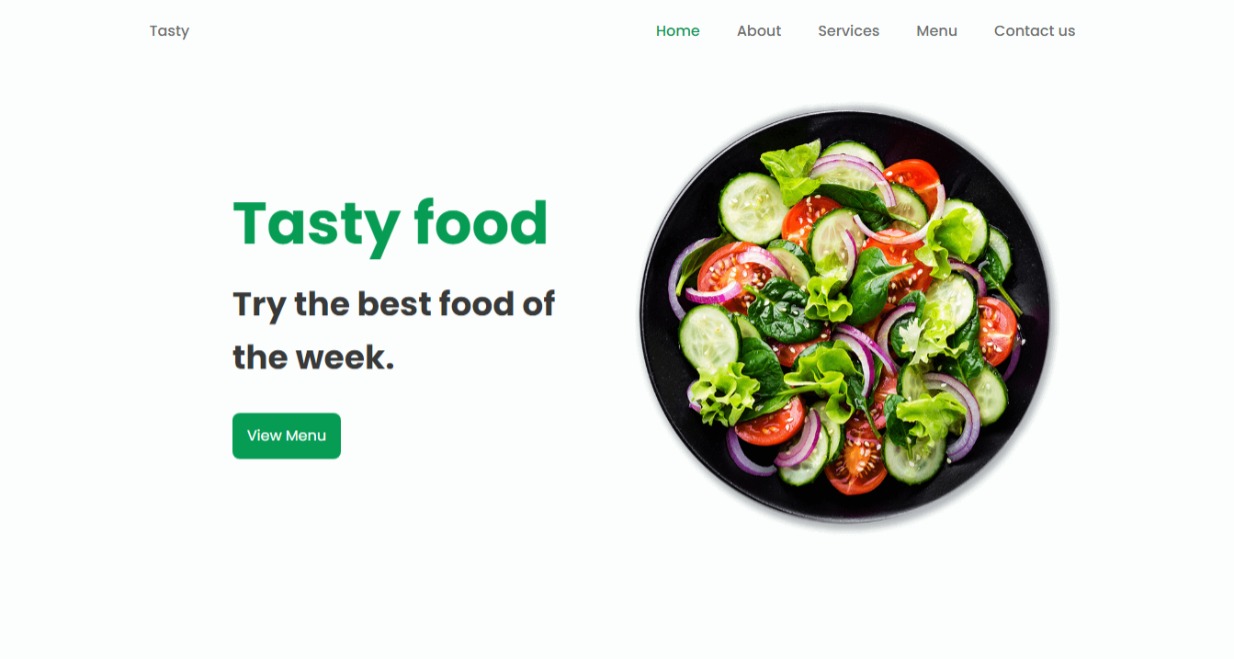 Tasty
Home About Services Menu Contact us
Tasty food
Try the best food of
the week.
View Menu